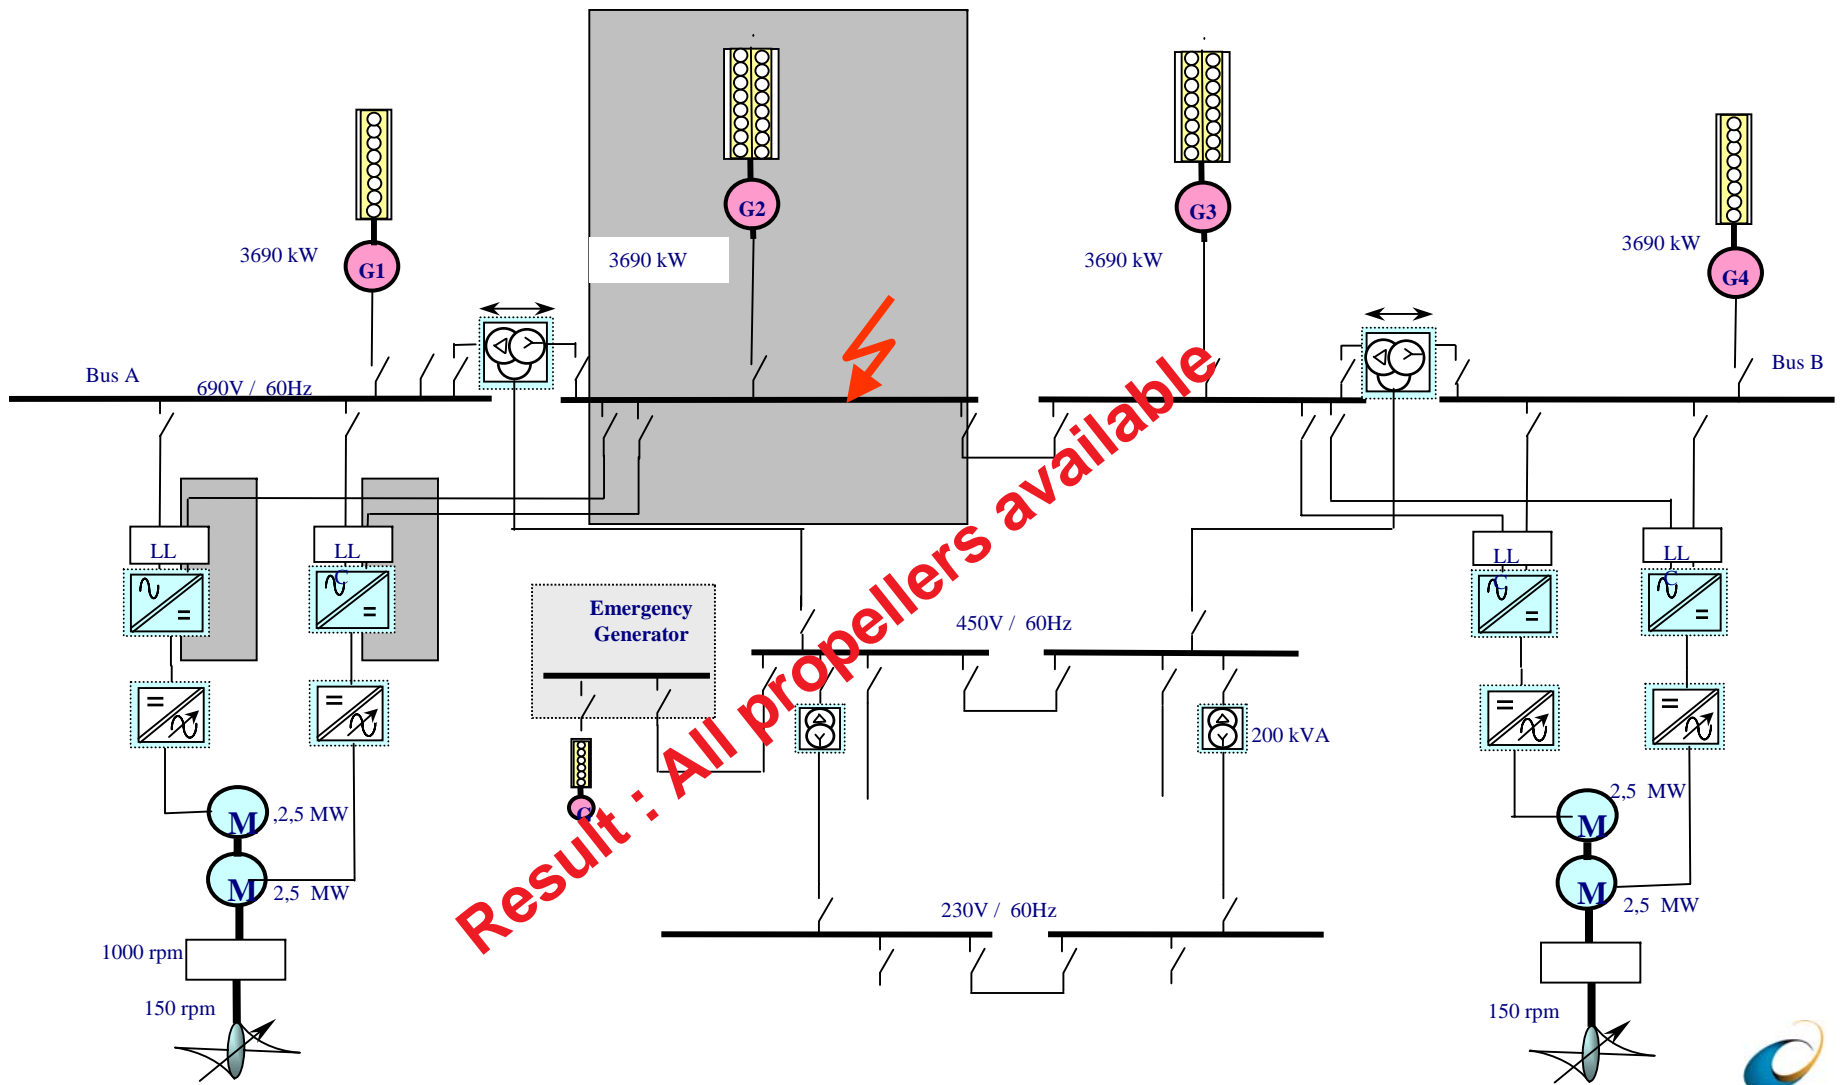 G2
G3
3690 kW
G1
3690 kW
3690 kW
3690 kW
G4
Bus A
690V / 60Hz
Bus B
LL
C
LL
C
LL
C
LL
C
Emergency
Generator
450V / 60Hz
200 kVA
G
M
,2,5 MW
M
2,5 MW
2,5 MW
M
M
2,5 MW
230V / 60Hz
1000 rpm
150 rpm
150 rpm
Result : All propellers available